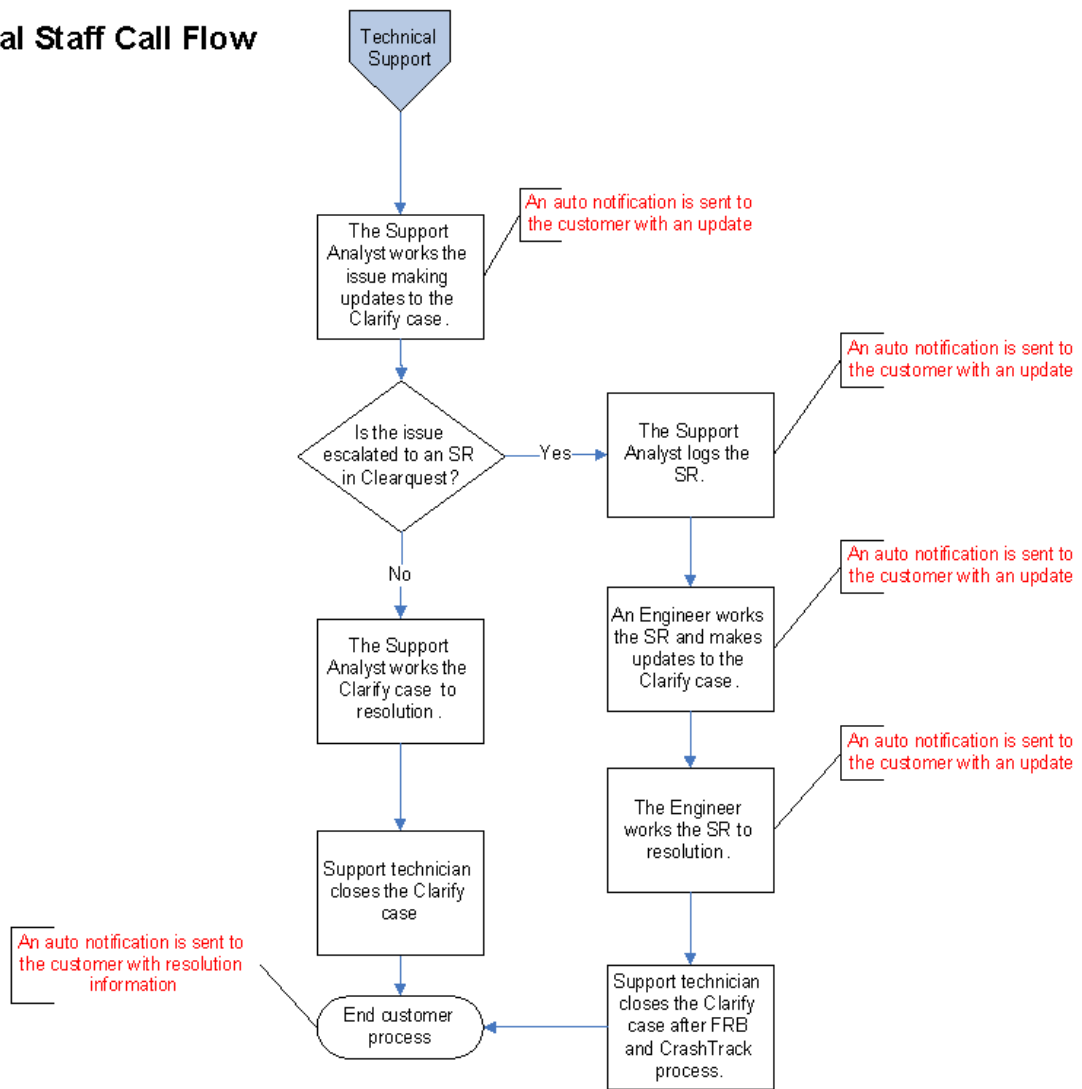 al Staff Call Flow
Technical
Support
An auto notification is sent to
the customer with an update
The Support
Analyst works the
issue making
updates to the
Clarify case .
An auto notification is sent to
the customer with an update
Is the issue
escalated to an SR
in Clearquest?
Yes
The Support
Analyst logs the
SR.
No
An auto notification is sent to
the customer with an update
An Engineer works
the SR and makes
updates to the
Clarify case .
The Support
Analyst works the
Clarify case to
resolution .
An auto notification is sent to
the customer with an update
The Engineer
works the SR to
resolution .
Support technician
closes the Clarify
case
An auto notification is sent to
the customer with resolution
information
End customer
process
Support technician
closes the Clarify
case after FRB
and CrashTrack
process.